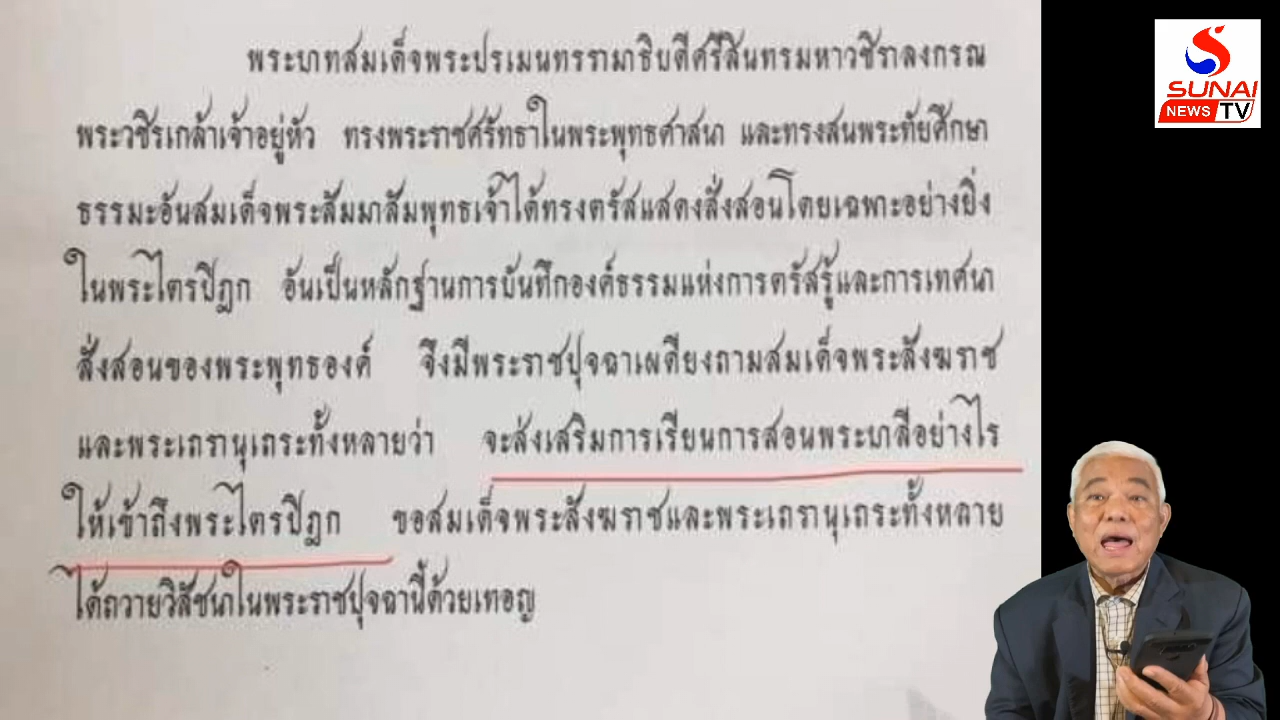 พระบาทสมเด็จพระปรเมนทรรามาธิบดีศรีสินทรมหาวชิราลงกรณ
พระวชิรเกล้าเจ้าอยู่หัว ทรงพระราชศรัทธาในพระพุทธศาสนา และทรงสนพระทัยศึกษา
ธรรมะอันสมเด็จพระสัมมาสัมพุทธเจ้าได้ทรงตรัสแสดงสั่งสอนโดยเฉพาะอย่างยิ่ง
ในพระไตรปิฎก อันเป็นหลักฐานการบันทึกองค์ธรรมแห่งการตรัสรู้และการเทศนา
สั่งสอนของพระพุทธองค์ จึงมีพระราชปุจฉาเผดียงถามสมเด็จพระสังฆราช
และพระเถรานุเถระทั้งหลายว่า จะส่งเสริมการเรียนการสอนพระบาลีอย่างไร
ให้เข้าถึงพระไตรปิฎก ขอสมเด็จพระสังฆราชและพระเถรานุเถระทั้งหลาย
ได้ถวายวิสัชนาในพระราชปุจฉานี้ด้วยเทอญ
SUNAI
NEWS TV